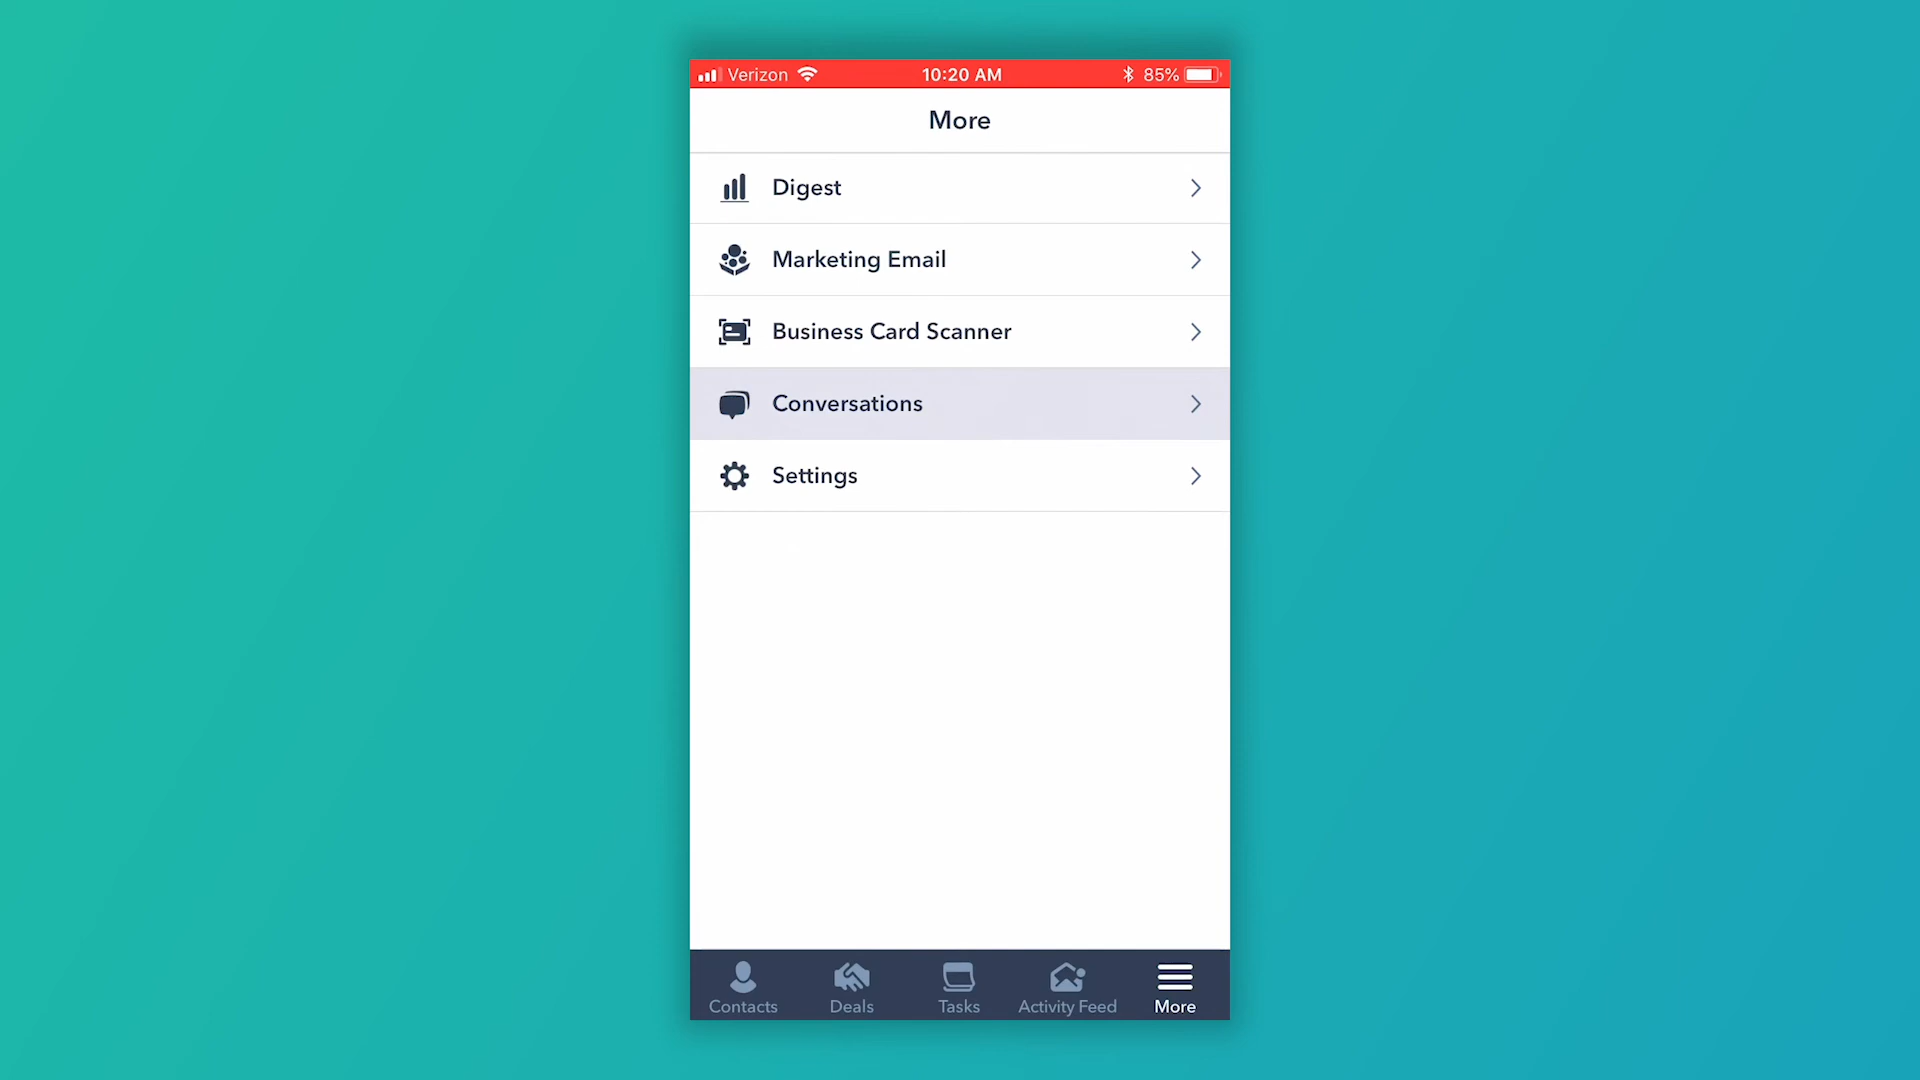 Verizon 10:20 AM 85%
More
Digest
Marketing Email
Business Card Scanner
Conversations
Settings
Contacts Deals Tasks Activity Feed More